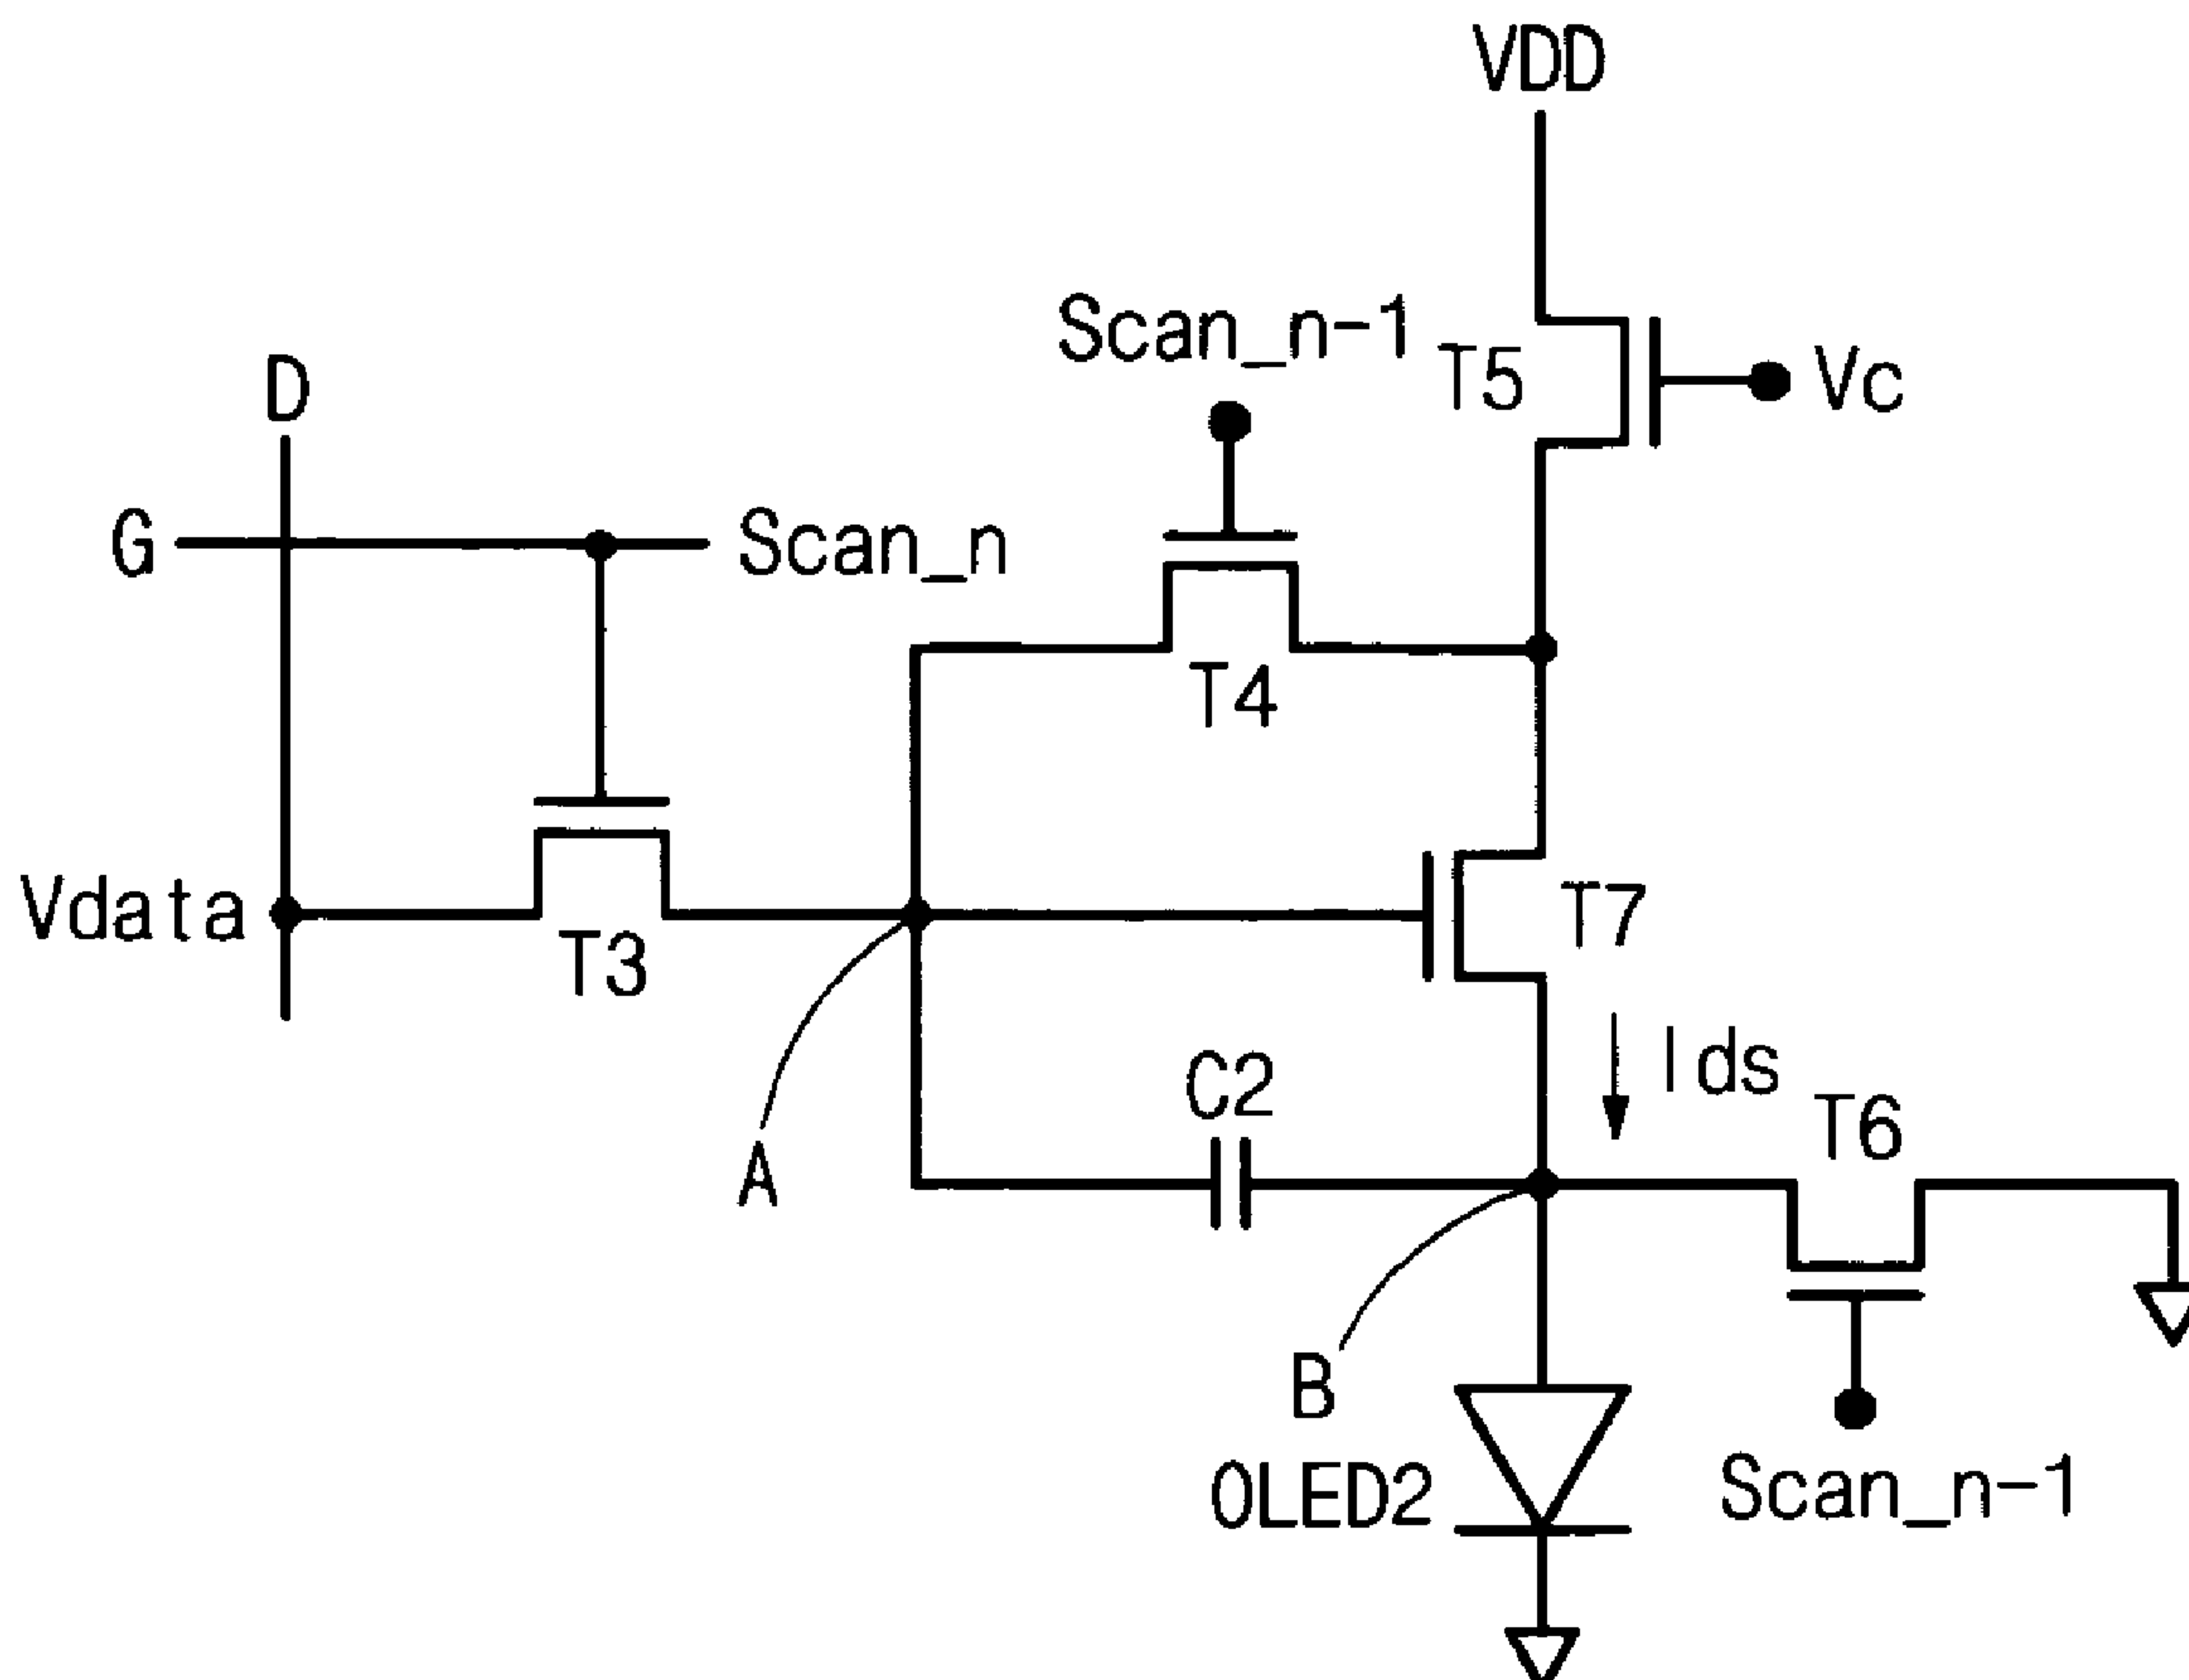 VDD
Scan_n-1
T5
Vc
D
G
Scan_n
T4
Vdata
T3
T7
Ids
C2
T6
A
B
OLED2
Scan_n-1